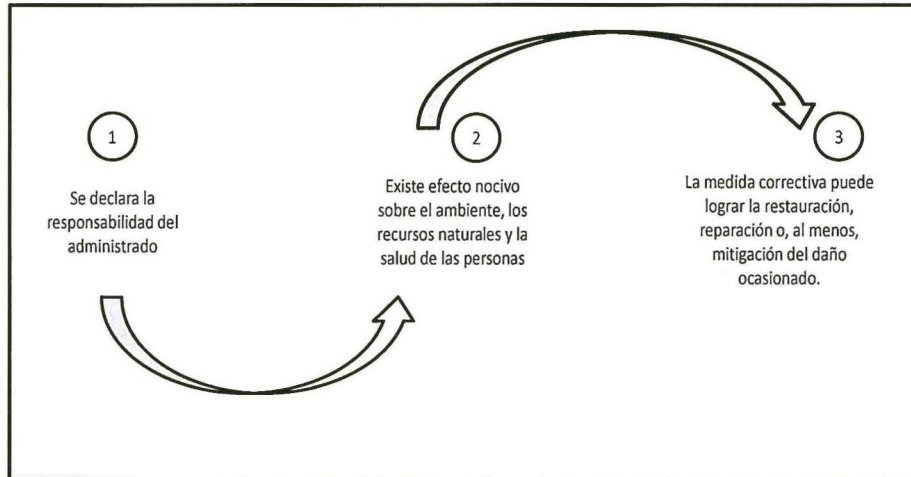 1
Se declara la
responsabilidad del
administrado
2
Existe efecto nocivo
sobre el ambiente, los
recursos naturales y la
salud de las personas
3
La medida correctiva puede
lograr la restauración,
reparación o, al menos,
mitigación del daño
ocasionado.